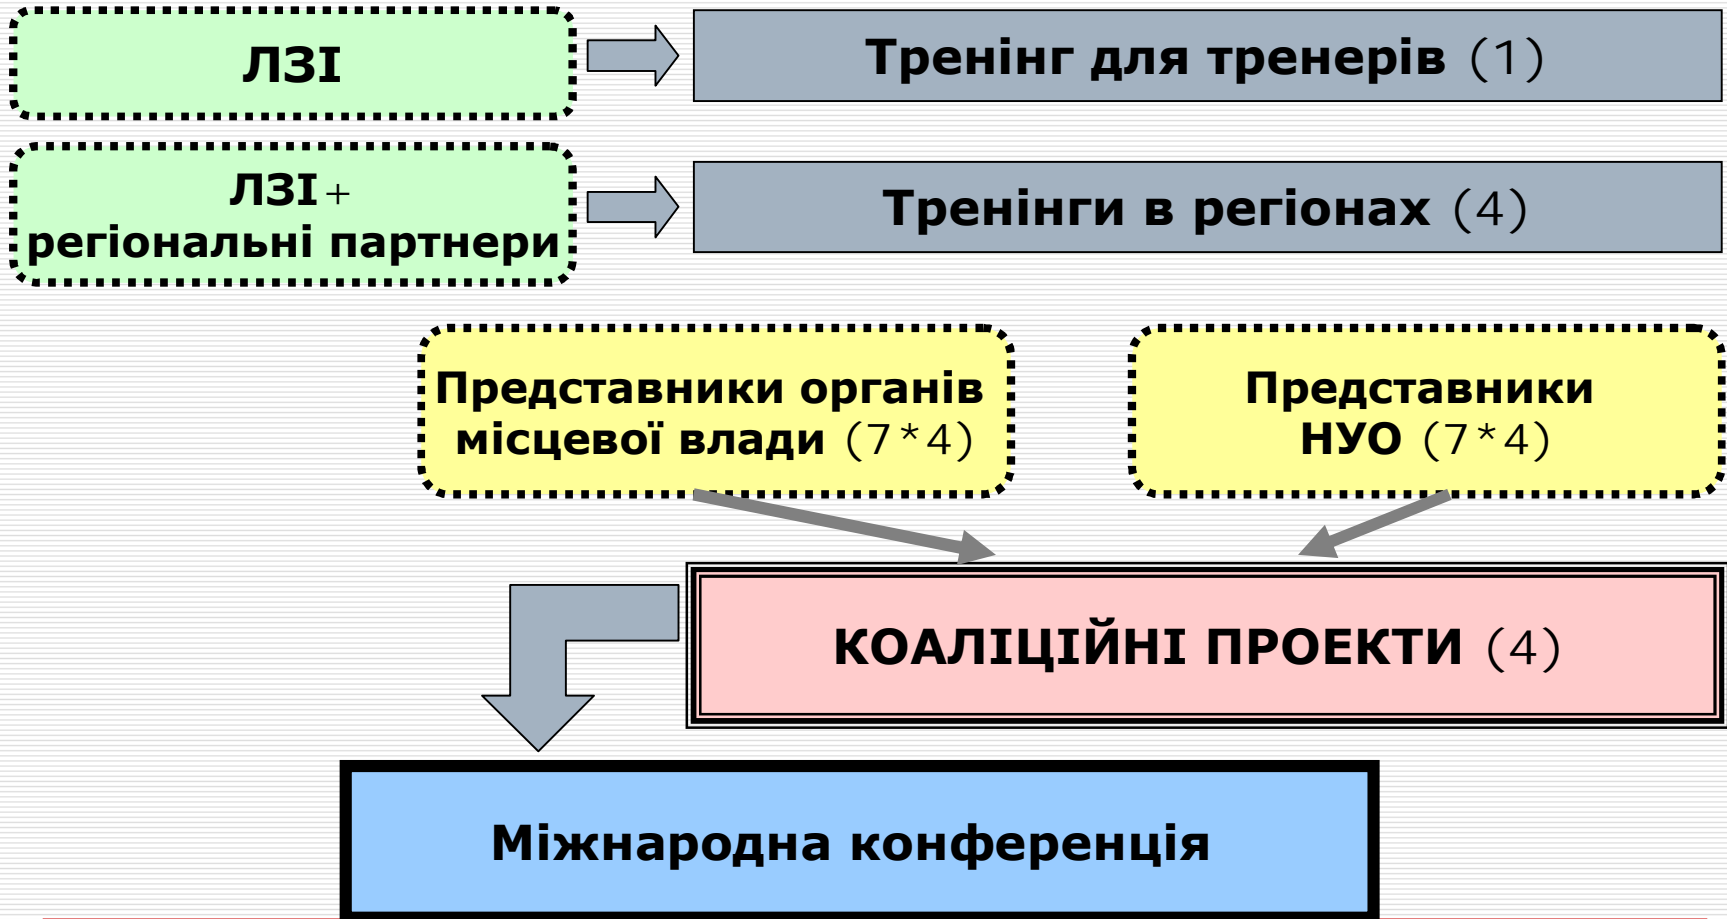 ЛЗІ
Тренінг для тренерів (1)
ЛЗІ+
регіональні партнери
Тренінги в регіонах (4)
Представники органів
місцевої влади (7*4)
Представники
НУО (7*4)
КОАЛІЦІЙНІ ПРОЕКТИ (4)
Міжнародна конференція